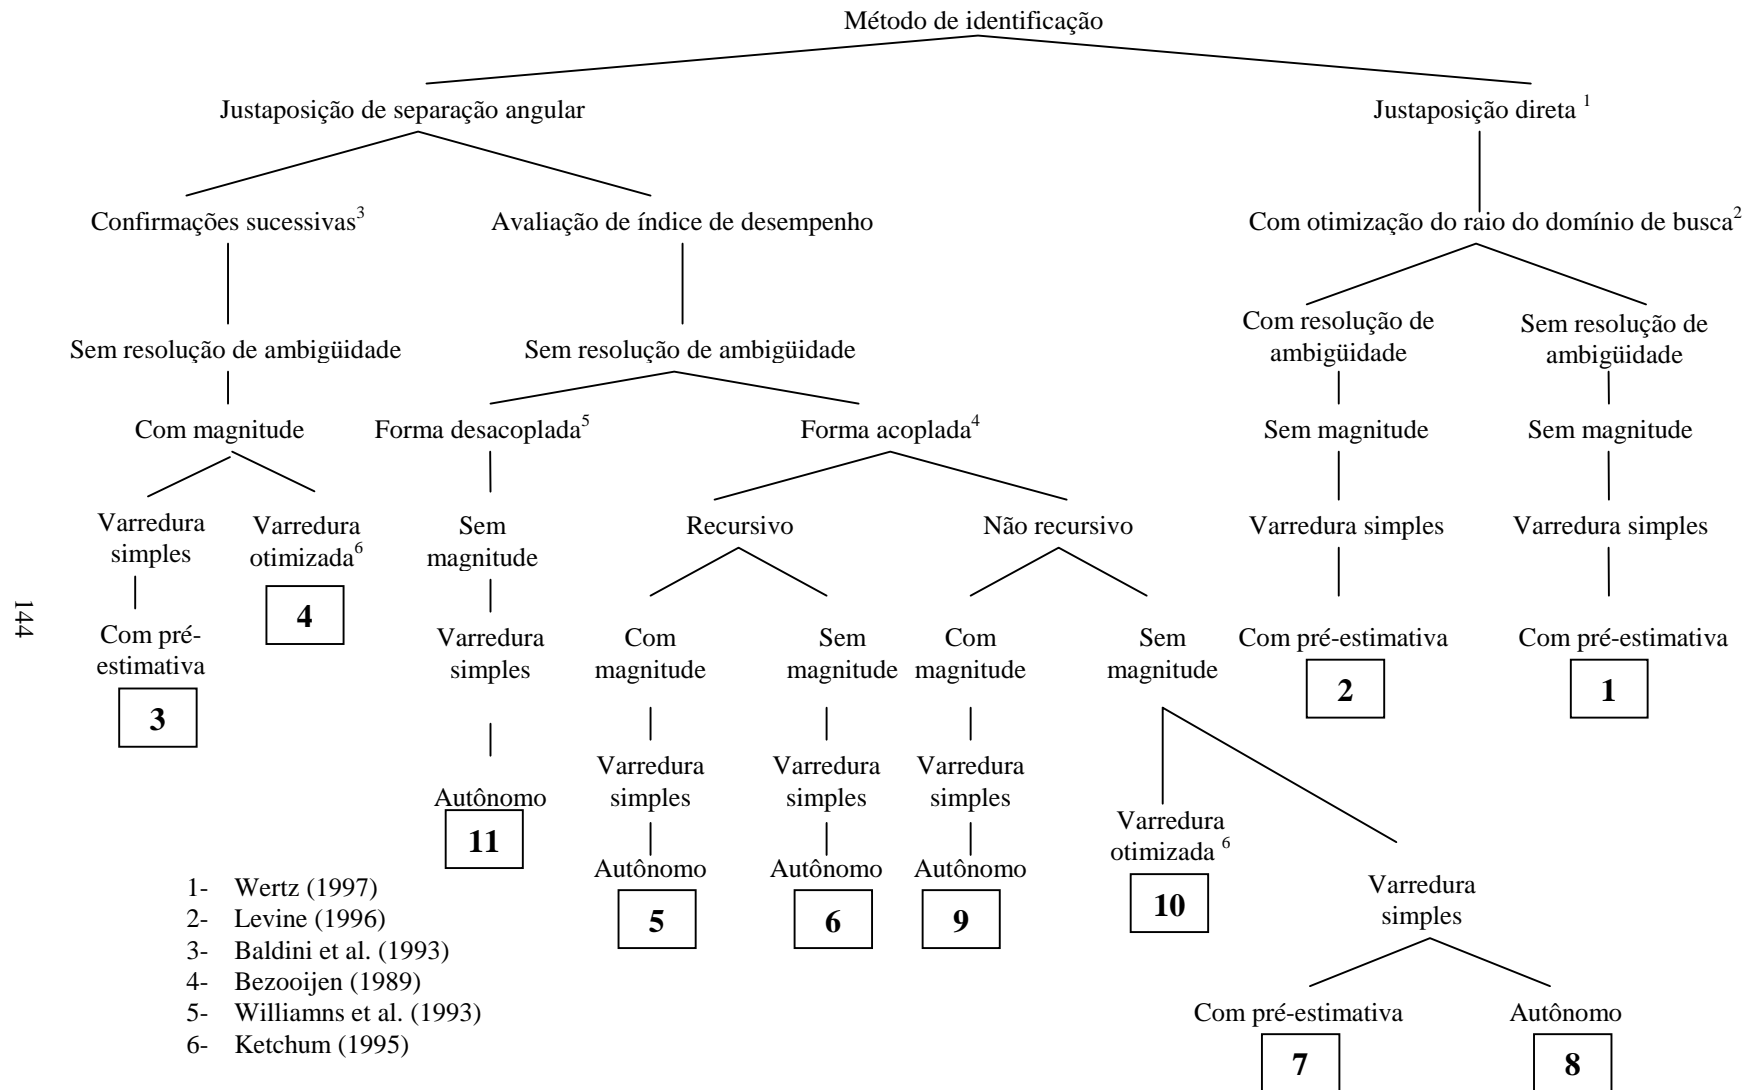 Método de identificação
Justaposição de separação angular
Justaposição direta 1
Confirmações sucessivas3
Avaliação de índice de desempenho
Com otimização do raio do domínio de busca2
Com resolução de
ambigüidade
Sem resolução de
ambigüidade
Sem resolução de ambigüidade
Sem resolução de ambigüidade
Com magnitude
Forma desacoplada5
Forma acoplada4
Sem magnitude
Sem magnitude
Varredura
simples
Varredura
otimizada6
Sem
magnitude
Recursivo
Não recursivo
Varredura simples
Varredura simples
4
144
Com pré-
estimativa
Varredura
simples
Com
magnitude
Sem
magnitude
Com
magnitude
Sem
magnitude
Com pré-estimativa
Com pré-estimativa
3
2
1
Varredura
simples
Varredura
simples
Varredura
simples
Autônomo
11
Varredura
otimizada 6
Autônomo
Autônomo
Autônomo
5
6
9
10
Varredura
simples
1- Wertz (1997)
2- Levine (1996)
3- Baldini et al. (1993)
4- Bezooijen (1989)
5- Williamns et al. (1993)
6- Ketchum (1995)
Com pré-estimativa
Autônomo
7
8